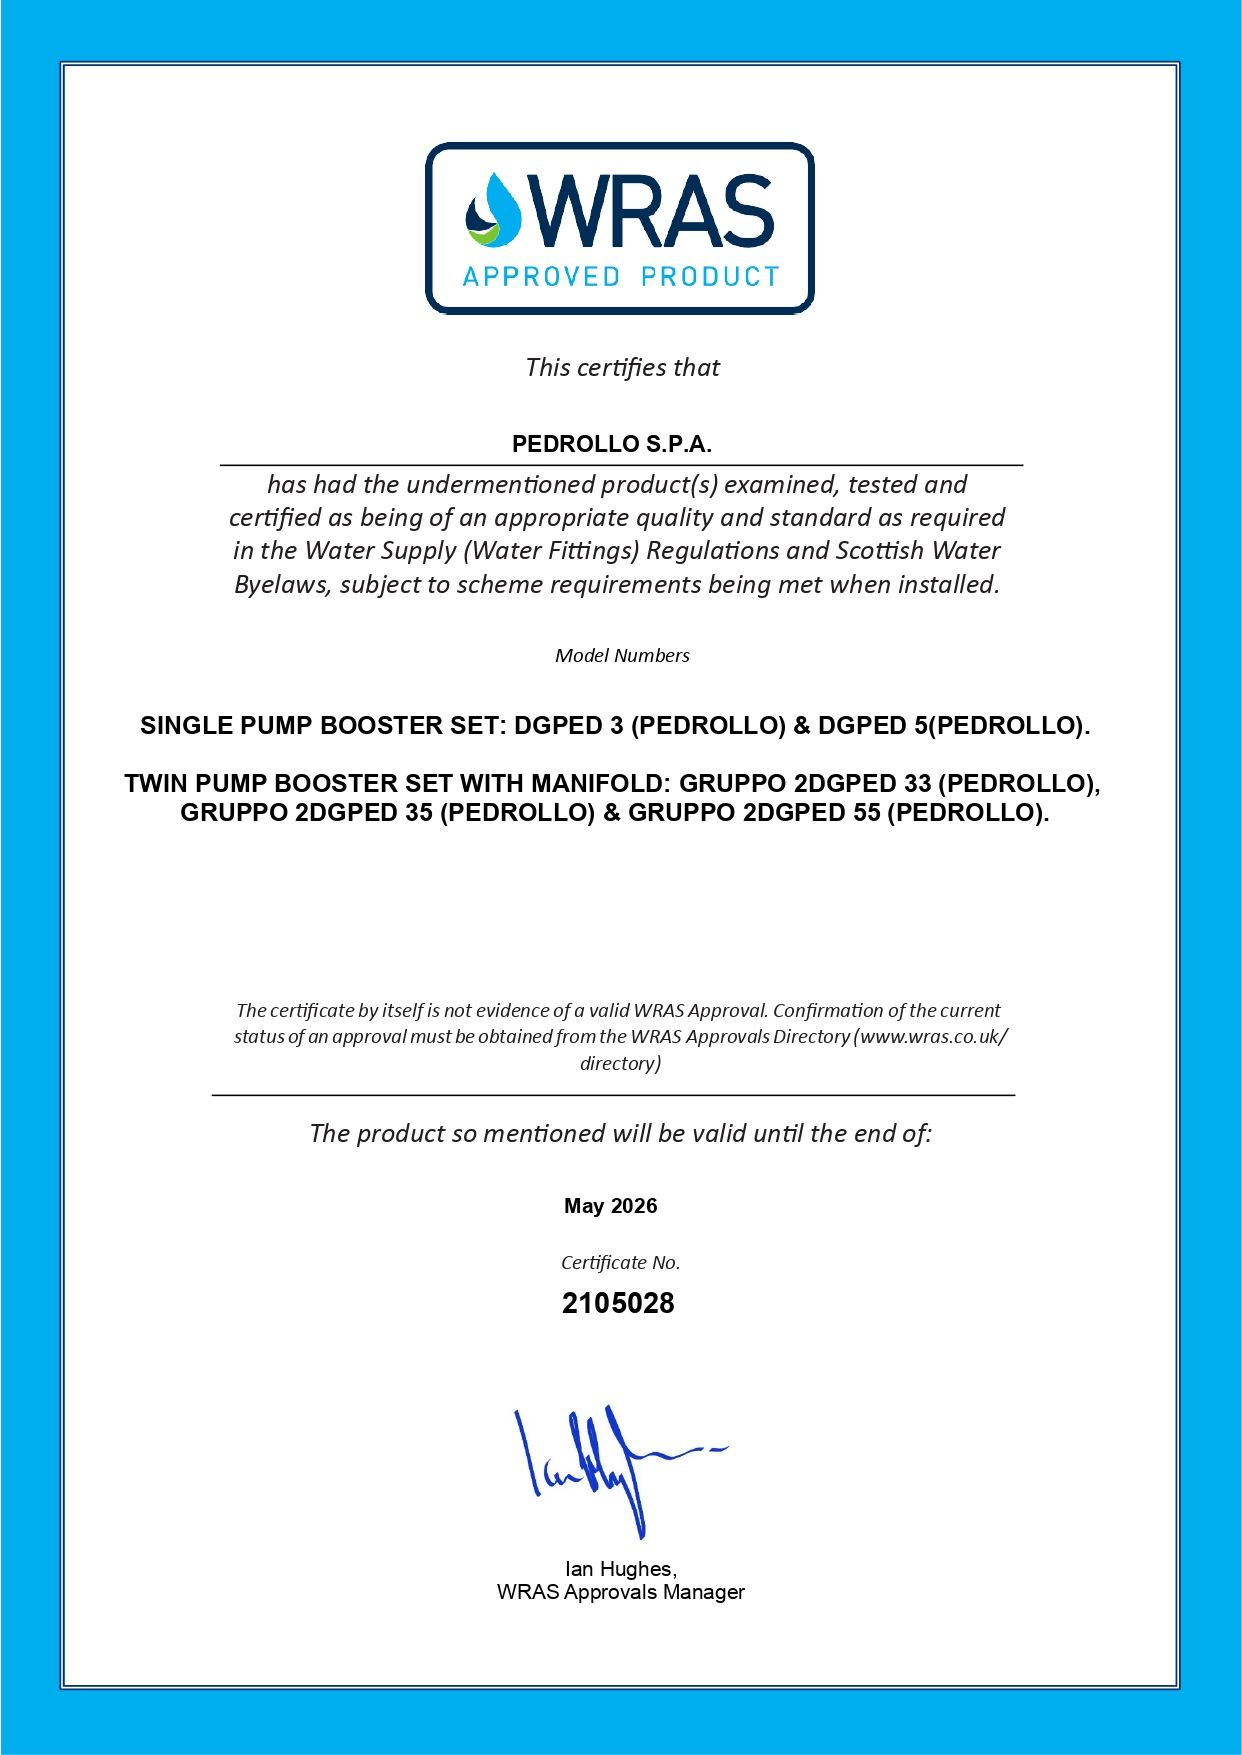 WRAS
APPROVED PRODUCT
This certifies that
PEDROLLO S.P.A.
has had the undermentioned product(s) examined, tested and
certified as being of an appropriate quality and standard as required
in the Water Supply (Water Fittings) Regulations and Scottish Water
Byelaws, subject to scheme requirements being met when installed.
Model Numbers
SINGLE PUMP BOOSTER SET: DGPED 3 (PEDROLLO) & DGPED 5(PEDROLLO).
TWIN PUMP BOOSTER SET WITH MANIFOLD: GRUPPO 2DGPED 33 (PEDROLLO),
GRUPPO 2DGPED 35 (PEDROLLO) & GRUPPO 2DGPED 55 (PEDROLLO).
The certificate by itself is not evidence of a valid WRAS Approval. Confirmation of the current
status of an approval must be obtained from the WRAS Approvals Directory (www.wras.co.uk/
directory)
The product so mentioned will be valid until the end of:
May 2026
Certificate No.
2105028
Ian Hughes,
WRAS Approvals Manager